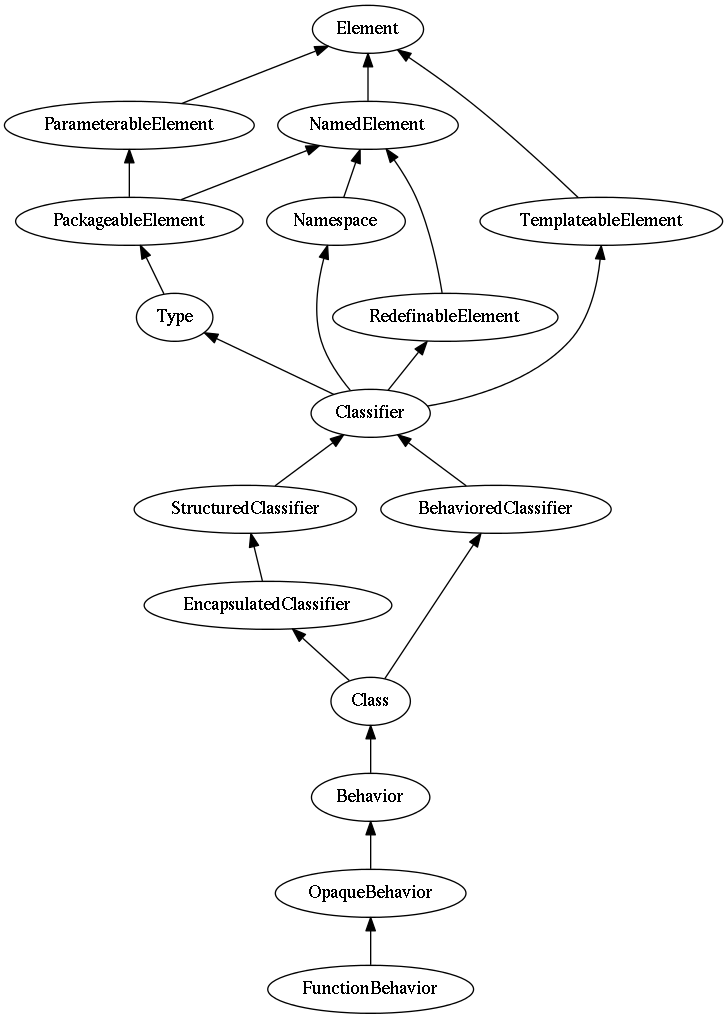 Element
ParameterableElement
NamedElement
PackageableElement
Namespace
TemplateableElement
Type
RedefinableElement
Classifier
StructuredClassifier
BehavioredClassifier
EncapsulatedClassifier
Class
Behavior
OpaqueBehavior
FunctionBehavior